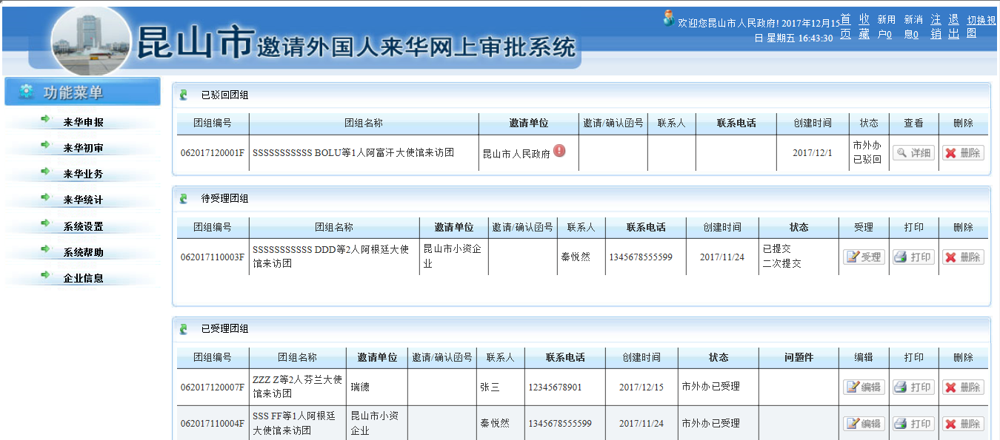 昆山市邀请外国人来华网上审批系统
欢迎您昆山市人民政府! 2017年12月15日 星期五 16:43:30
首页 收藏 新用户0 新消息0 注销 退出 切换视图
功能菜单
来华申报
来华初审
来华业务
来华统计
系统设置
系统帮助
企业信息
已驳回团组
团组编号 团组名称 邀请单位 邀请/确认函号 联系人 联系电话 创建时间 状态 查看 删除
062017120001F SSSSSSSSSSS BOLU等1人阿富汗大使馆来访团 昆山市人民政府 2017/12/1 市外办已驳回 详细 删除
待受理团组
团组编号 团组名称 邀请单位 邀请/确认函号 联系人 联系电话 创建时间 状态 受理 打印 删除
062017110003F SSSSSSSSSSS DDD等2人阿根廷大使馆来访团 昆山市小资企业 秦悦然 1345678555599 2017/11/24 已提交 二次提交 受理 打印 删除
已受理团组
团组编号 团组名称 邀请单位 邀请/确认函号 联系人 联系电话 创建时间 状态 问题件 编辑 打印 删除
062017120007F ZZZ Z等2人芬兰大使馆来访团 瑞德 张三 12345678901 2017/12/15 市外办已受理 编辑 打印 删除
062017110004F SSS FF等1人阿根廷大使馆来访团 昆山市小资企业 秦悦然 1345678555599 2017/11/24 市外办已受理 编辑 打印 删除